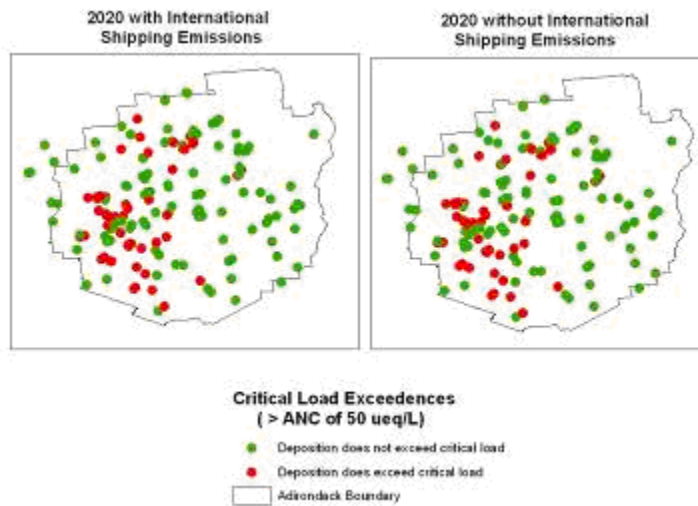 2020 with International
Shipping Emissions
2020 without International
Shipping Emissions
Critical Load Exceedences
( > ANC of 50 ueq/L)
Deposition does not exceed critical load
Deposition does exceed critical load
Adirondack Boundary